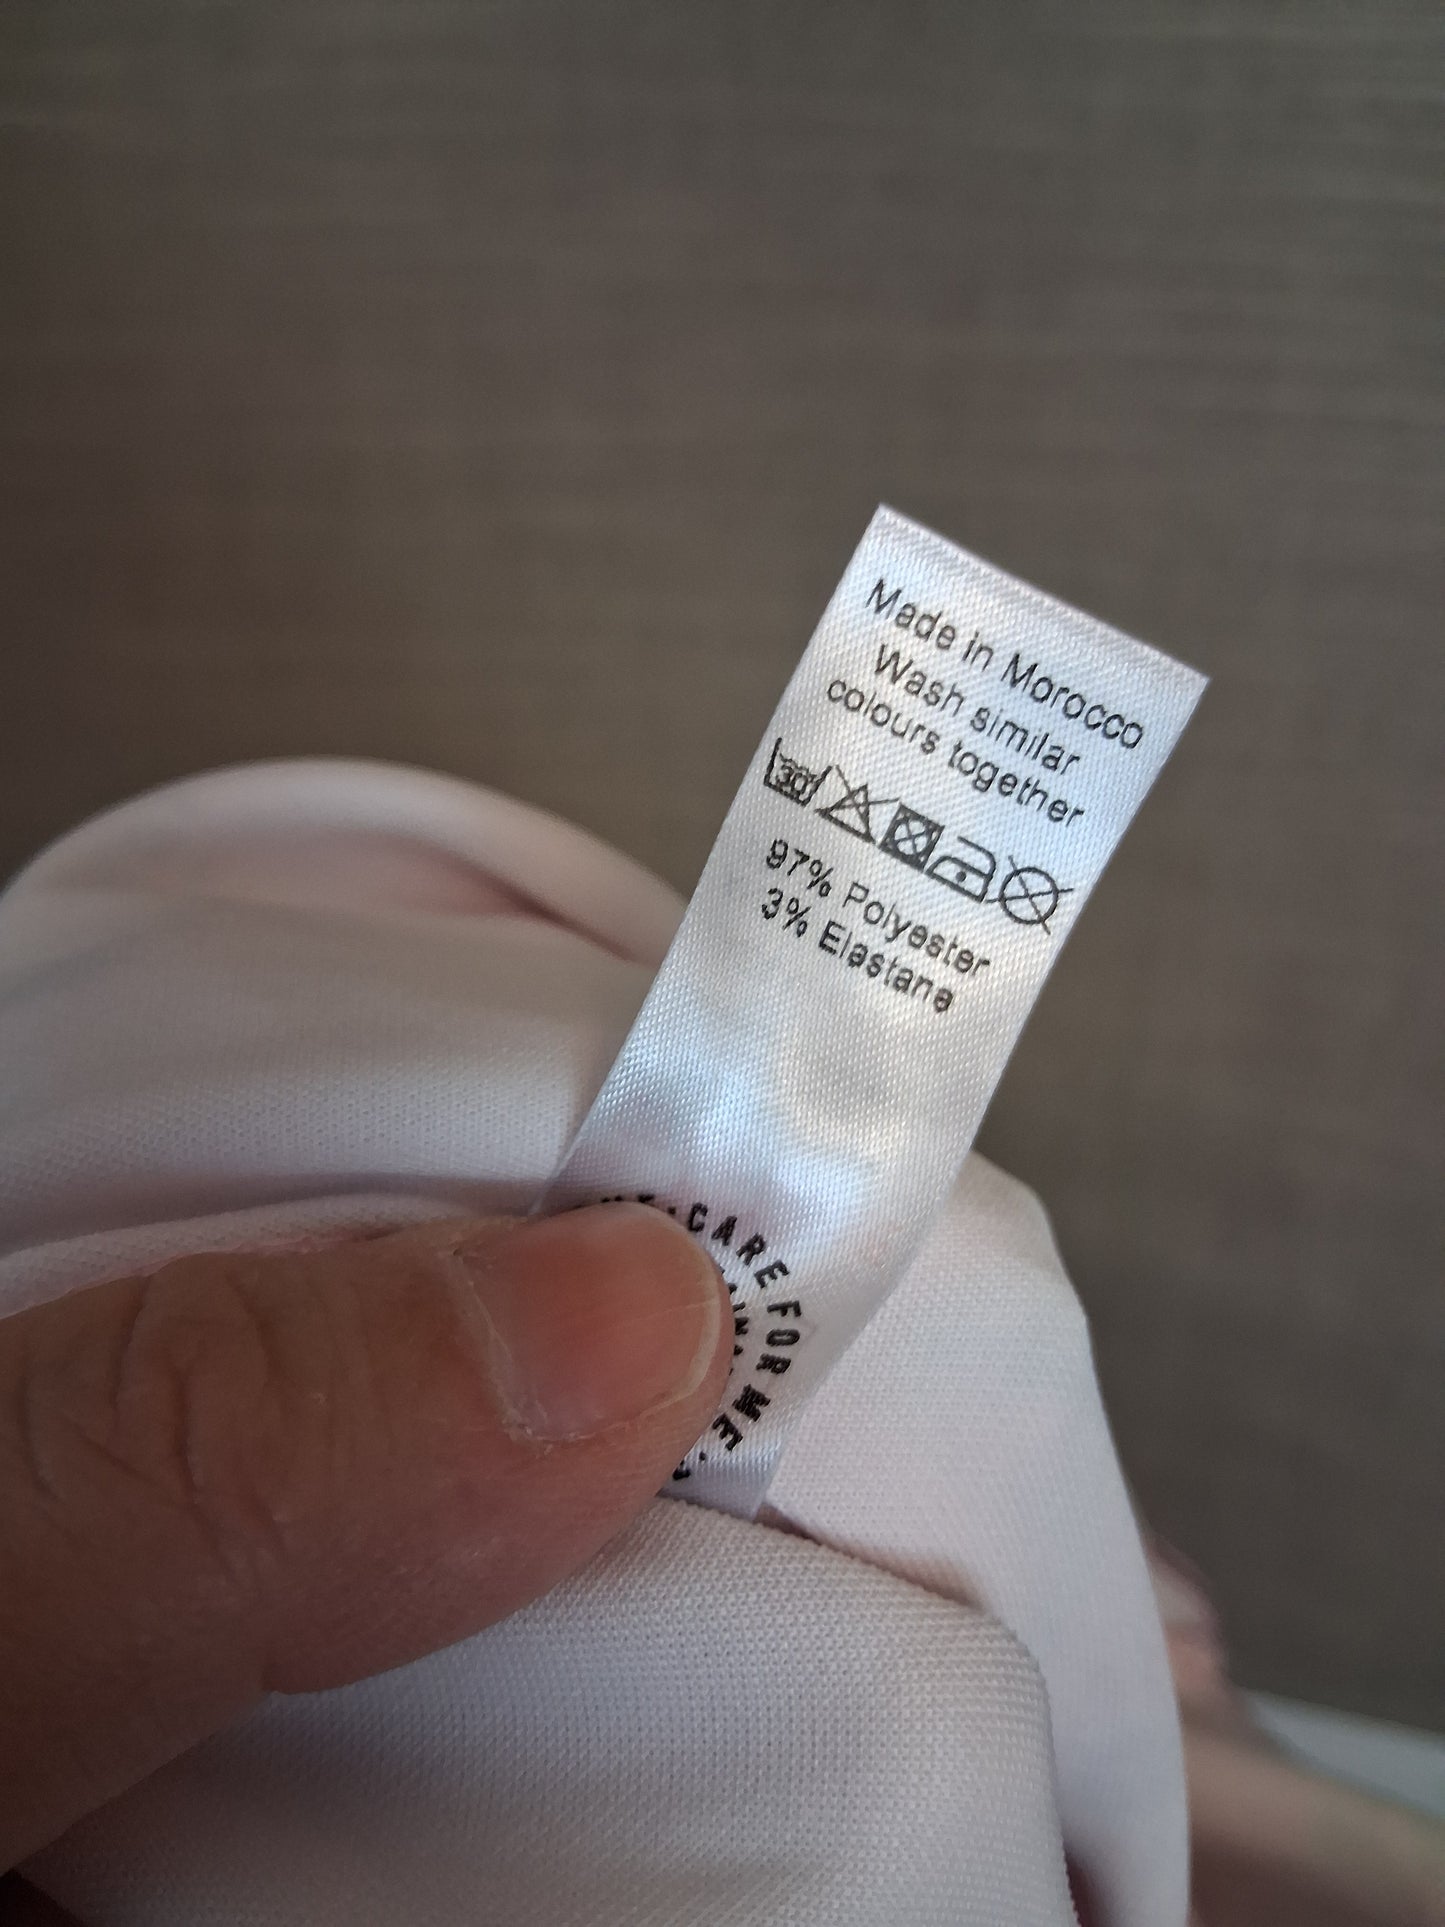 Made in Morocco
Wash similar
colours together
30
97% Polyester
3% Elastane
CARE FOR ME